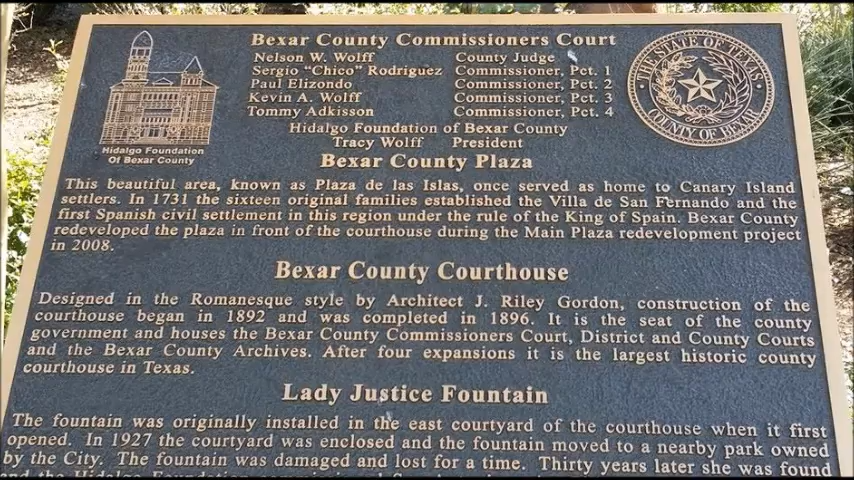 Bexar County Commissioners Court
Nelson W. Wolff County Judge
Sergio "Chico" Rodriguez Commissioner, Pct. 1
Paul Elizondo Commissioner, Pct. 2
Kevin A. Wolff Commissioner, Pct. 3
Tommy Adkisson Commissioner, Pct. 4
Hidalgo Foundation of Bexar County
Tracy Wolff President
Hidalgo Foundation
Of Bexar County
THE STATE OF TEXAS
COUNTY OF BEXAR
Bexar County Plaza
This beautiful area, known as Plaza de las Islas, once served as home to Canary Island
settlers. In 1731 the sixteen original families established the Villa de San Fernando and the
first Spanish civil settlement in this region under the rule of the King of Spain. Bexar County
redeveloped the plaza in front of the courthouse during the Main Plaza redevelopment project
in 2008.
Bexar County Courthouse
Designed in the Romanesque style by Architect J. Riley Gordon, construction of the
courthouse began in 1892 and was completed in 1896. It is the seat of the county
government and houses the Bexar County Commissioners Court, District and County Courts
and the Bexar County Archives. After four expansions it is the largest historic county
courthouse in Texas.
Lady Justice Fountain
The fountain was originally installed in the east courtyard of the courthouse when it first
opened. In 1927 the courtyard was enclosed and the fountain moved to a nearby park owned
by the City. The fountain was damaged and lost for a time. Thirty years later she was found
and the Hidalgo Foundation